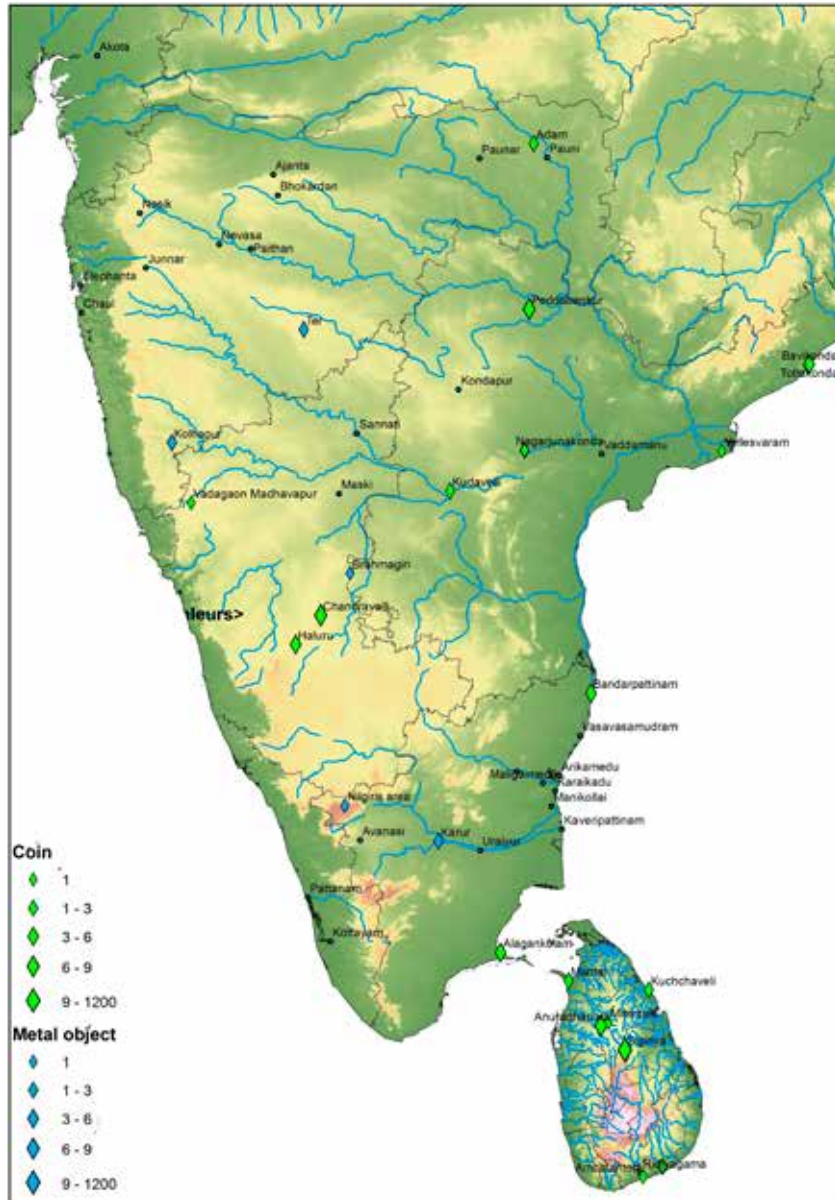 Akota
Adam
Paunar
Pauni
Ajanta
Bhokardan
Nasik
Nevasa
Paithan
Junnar
Elephanta
Chaul
Ter
Bavikonda
Kondapur
Sannati
Kolhapur
Nagarjunakonda
Vaddamanu
Kudaveli
Maski
Vadagaon Madhavapur
Brahmagiri
Chandravalli
leurs>
Haluru
Bandarpattinam
Vasavasamudram
Arikamedu
Karaikadu
Manikollai
Nilgiris area
Kaveripattinam
Avanasi
Karur
Uraiyur
Coin
1
Pattanam
1 - 3
3 - 6
Kottayam
6 - 9
Alagankulam
9 - 1200
Mantai
Kuchchaveli
Metal object
1
1 - 3
3 - 6
6 - 9
9 - 1200